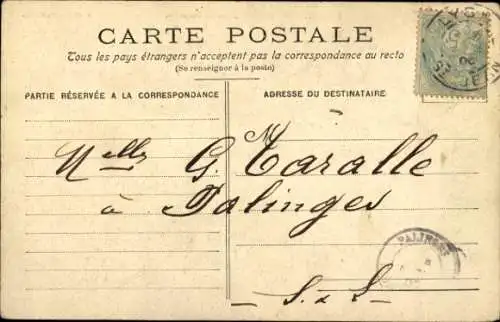 CARTE POSTALE
Tous les pays étrangers n'acceptent pas la correspondance au recto
(Se renseigner à la poste)
PARTIE RÉSERVÉE A LA CORRESPONDANCE
ADRESSE DU DESTINATAIRE
Melle G. Taralle
à Palinges
S. & L.
PALINGES